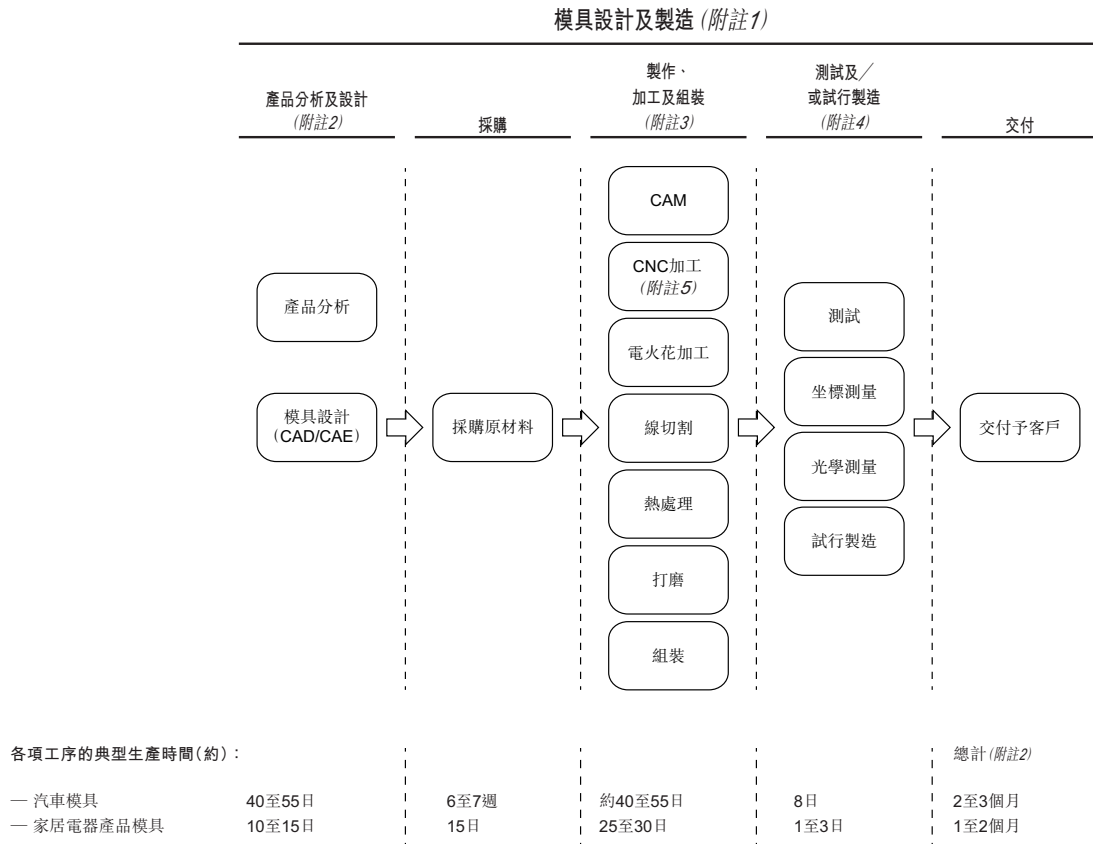 模具設計及製造 (附註1)
產品分析及設計
(附註2)
採購
製作、
加工及組裝
(附註3)
測試及／
或試行製造
(附註4)
交付
產品分析
模具設計
(CAD/CAE)
採購原材料
CAM
CNC加工
(附註5)
電火花加工
線切割
熱處理
打磨
組裝
測試
坐標測量
光學測量
試行製造
交付予客戶
各項工序的典型生產時間(約)： 總計(附註2)
— 汽車模具 40至55日 6至7週 約40至55日 8日 2至3個月
— 家居電器產品模具 10至15日 15日 25至30日 1至3日 1至2個月